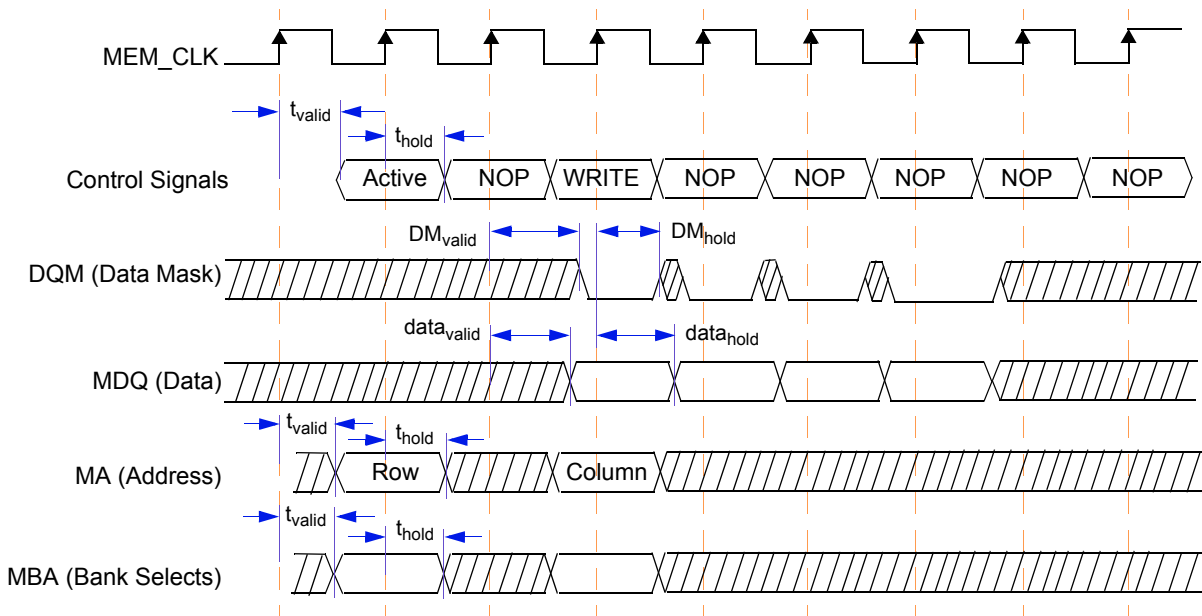 MEM_CLK
tvalid
thold
Control Signals Active NOP WRITE NOP NOP NOP NOP NOP
DMvalid DMhold
DQM (Data Mask)
datavalid datahold
MDQ (Data)
tvalid thold
MA (Address) Row Column
tvalid thold
MBA (Bank Selects)